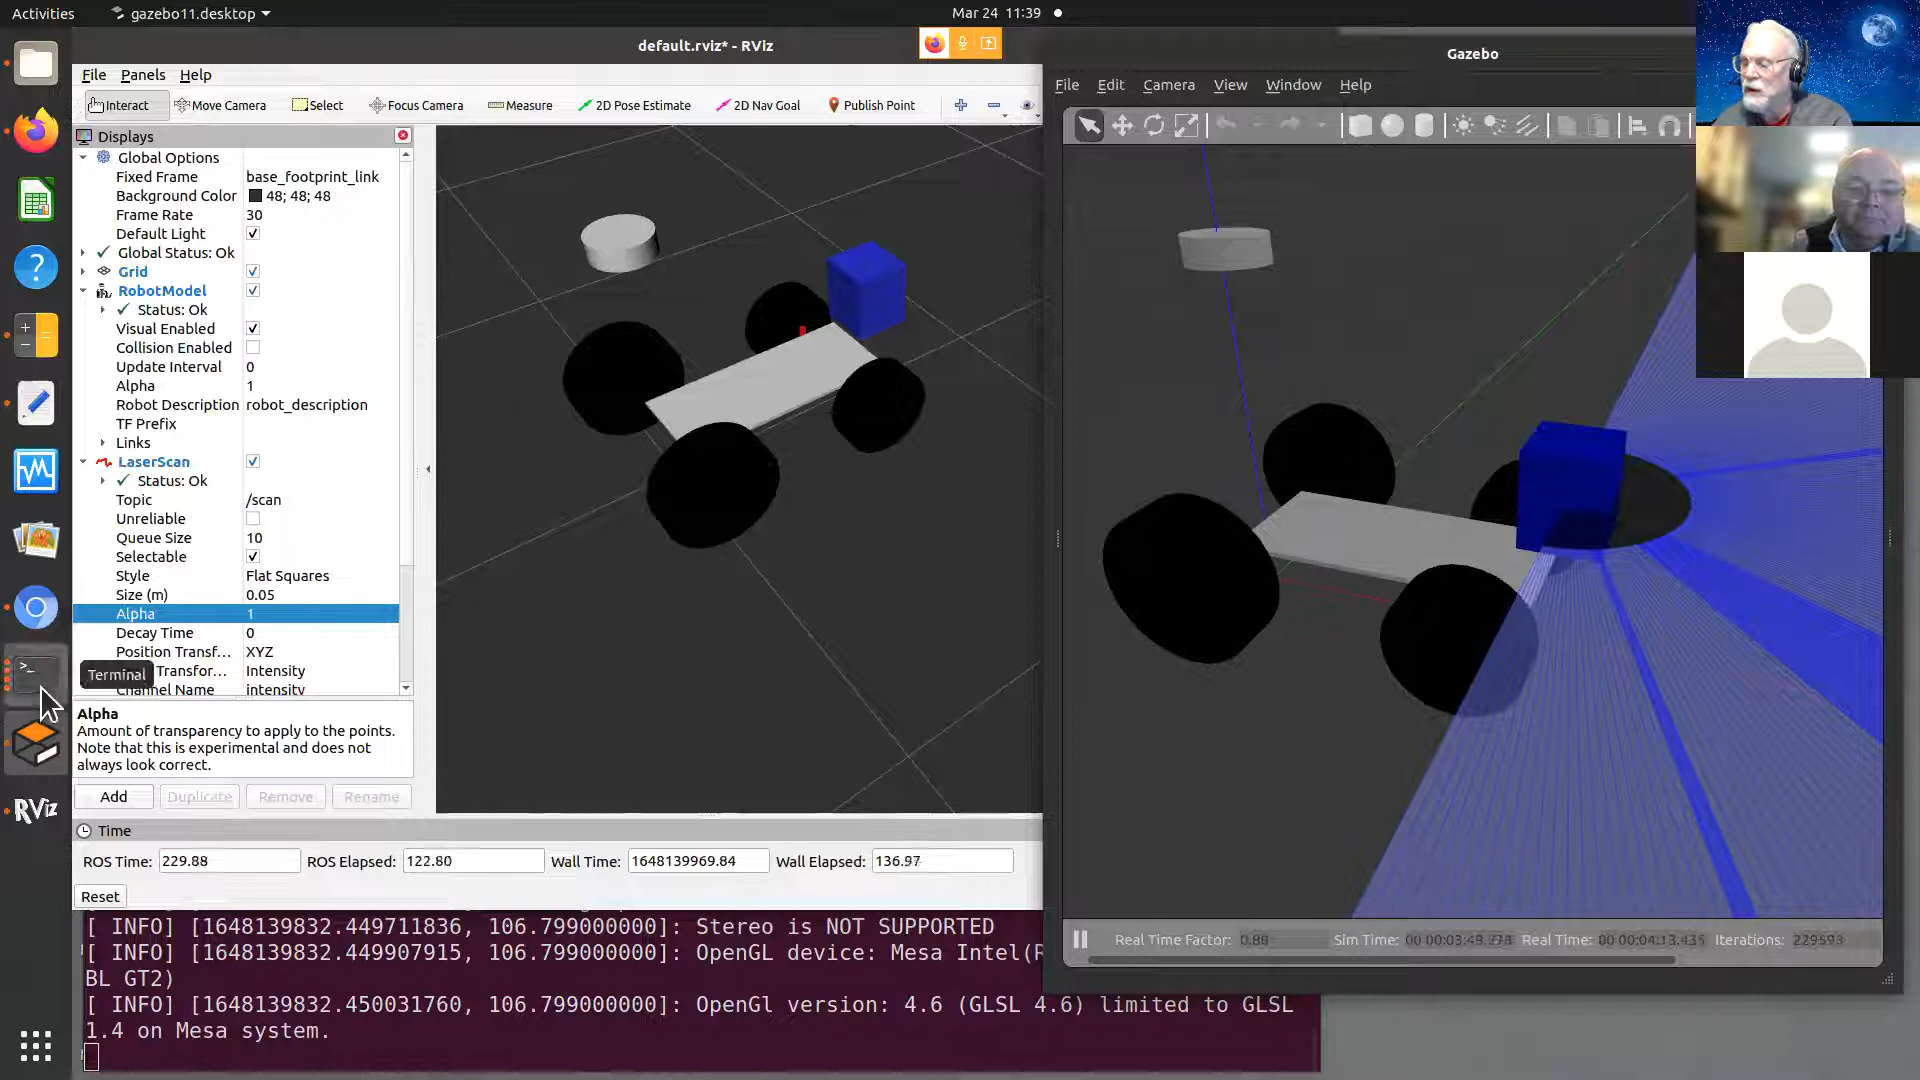 Activities
gazebo11.desktop
Mar 24 11:39
default.rviz* - RViz
File Panels Help
Interact Move Camera Select Focus Camera Measure 2D Pose Estimate 2D Nav Goal Publish Point
Displays
Global Options
Fixed Frame base_footprint_link
Background Color 48; 48; 48
Frame Rate 30
Default Light
Global Status: Ok
Grid
RobotModel
Status: Ok
Visual Enabled
Collision Enabled
Update Interval 0
Alpha 1
Robot Description robot_description
TF Prefix
Links
LaserScan
Status: Ok
Topic /scan
Unreliable
Queue Size 10
Selectable
Style Flat Squares
Size (m) 0.05
Alpha 1
Decay Time 0
Position Transf... XYZ
Transfor... Intensity
Channel Name intensity
Terminal
Alpha
Amount of transparency to apply to the points.
Note that this is experimental and does not
always look correct.
Add Duplicate Remove Rename
Time
ROS Time: 229.88 ROS Elapsed: 122.80 Wall Time: 1648139969.84 Wall Elapsed: 136.97
Reset
RViz
[ INFO] [1648139832.449711836, 106.799000000]: Stereo is NOT SUPPORTED
[ INFO] [1648139832.449907915, 106.799000000]: OpenGL device: Mesa Intel(R
BL GT2)
[ INFO] [1648139832.450031760, 106.799000000]: OpenGl version: 4.6 (GLSL 4.6) limited to GLSL
1.4 on Mesa system.
Gazebo
File Edit Camera View Window Help
Real Time Factor: Sim Time: Real Time: Iterations: